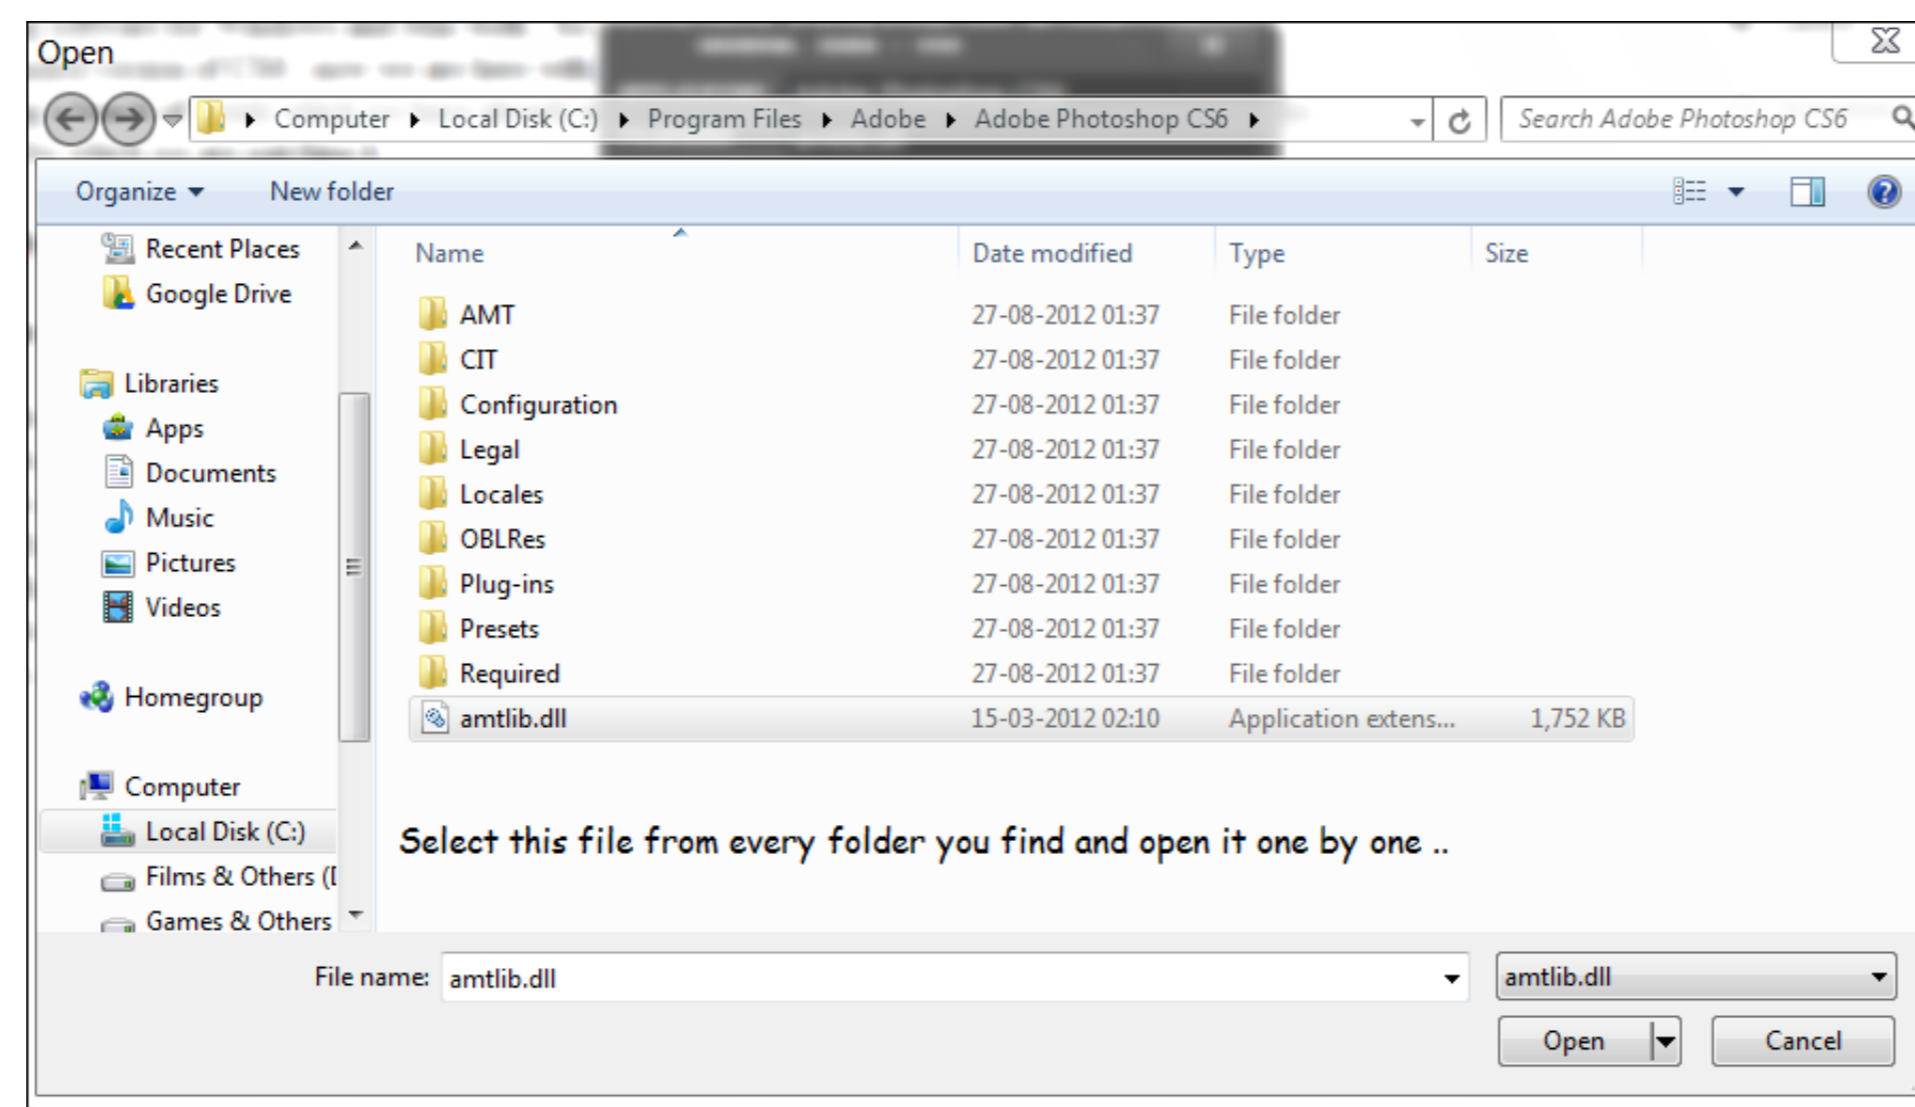 Open
Computer Local Disk (C:) Program Files Adobe Adobe Photoshop CS6
Search Adobe Photoshop CS6
Organize New folder
Recent Places
Google Drive
Libraries
Apps
Documents
Music
Pictures
Videos
Homegroup
Computer
Local Disk (C:)
Films & Others (
Games & Others
Name Date modified Type Size
AMT 27-08-2012 01:37 File folder
CIT 27-08-2012 01:37 File folder
Configuration 27-08-2012 01:37 File folder
Legal 27-08-2012 01:37 File folder
Locales 27-08-2012 01:37 File folder
OBLRes 27-08-2012 01:37 File folder
Plug-ins 27-08-2012 01:37 File folder
Presets 27-08-2012 01:37 File folder
Required 27-08-2012 01:37 File folder
amtlib.dll 15-03-2012 02:10 Application extens... 1,752 KB
Select this file from every folder you find and open it one by one ..
File name: amtlib.dll amtlib.dll
Open Cancel